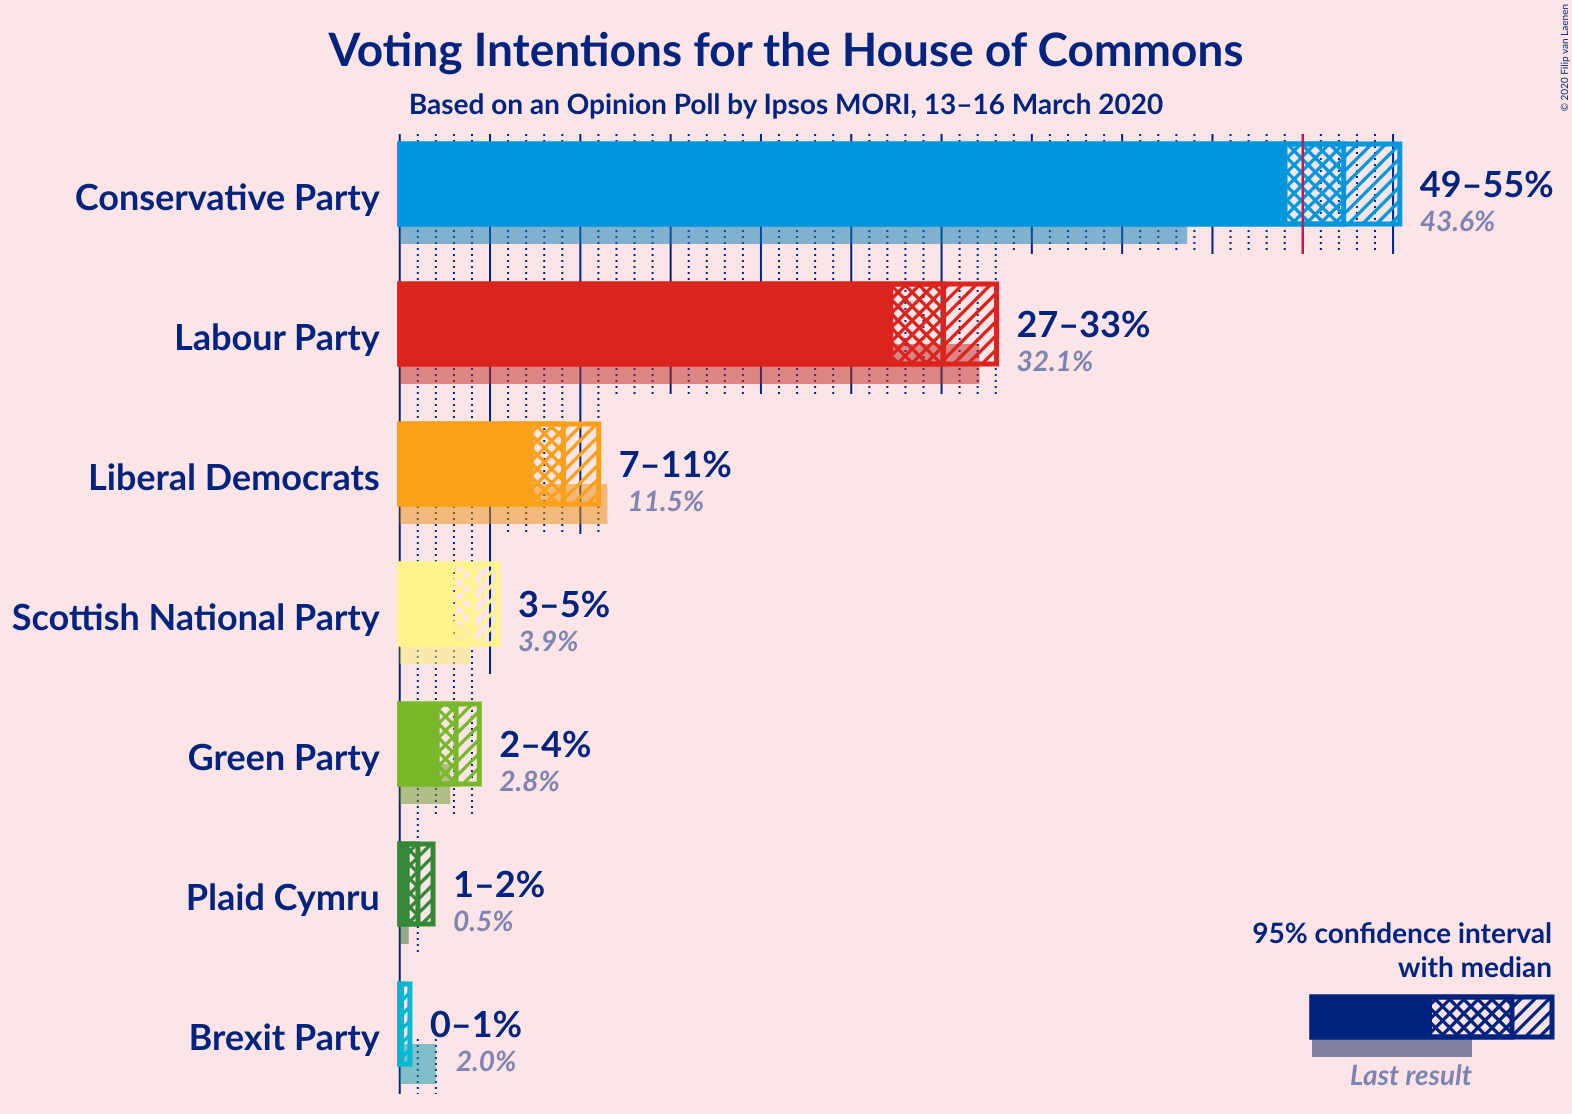 Voting Intentions for the House of Commons
Based on an Opinion Poll by Ipsos MORI, 13–16 March 2020
© 2020 Filip van Laenen
Conservative Party
49–55%
43.6%
Labour Party
27–33%
32.1%
Liberal Democrats
7–11%
11.5%
Scottish National Party
3–5%
3.9%
Green Party
2–4%
2.8%
Plaid Cymru
1–2%
0.5%
Brexit Party
0–1%
2.0%
95% confidence interval
with median
Last result